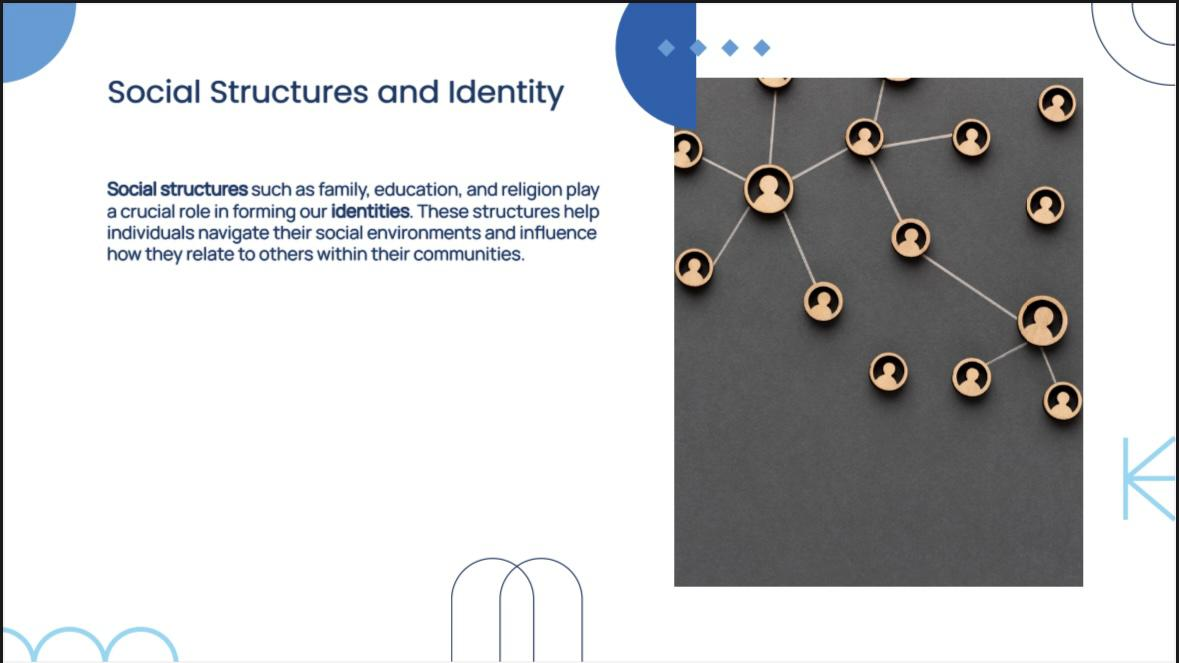 Social Structures and Identity
Social structures such as family, education, and religion play
a crucial role in forming our identities. These structures help
individuals navigate their social environments and influence
how they relate to others within their communities.